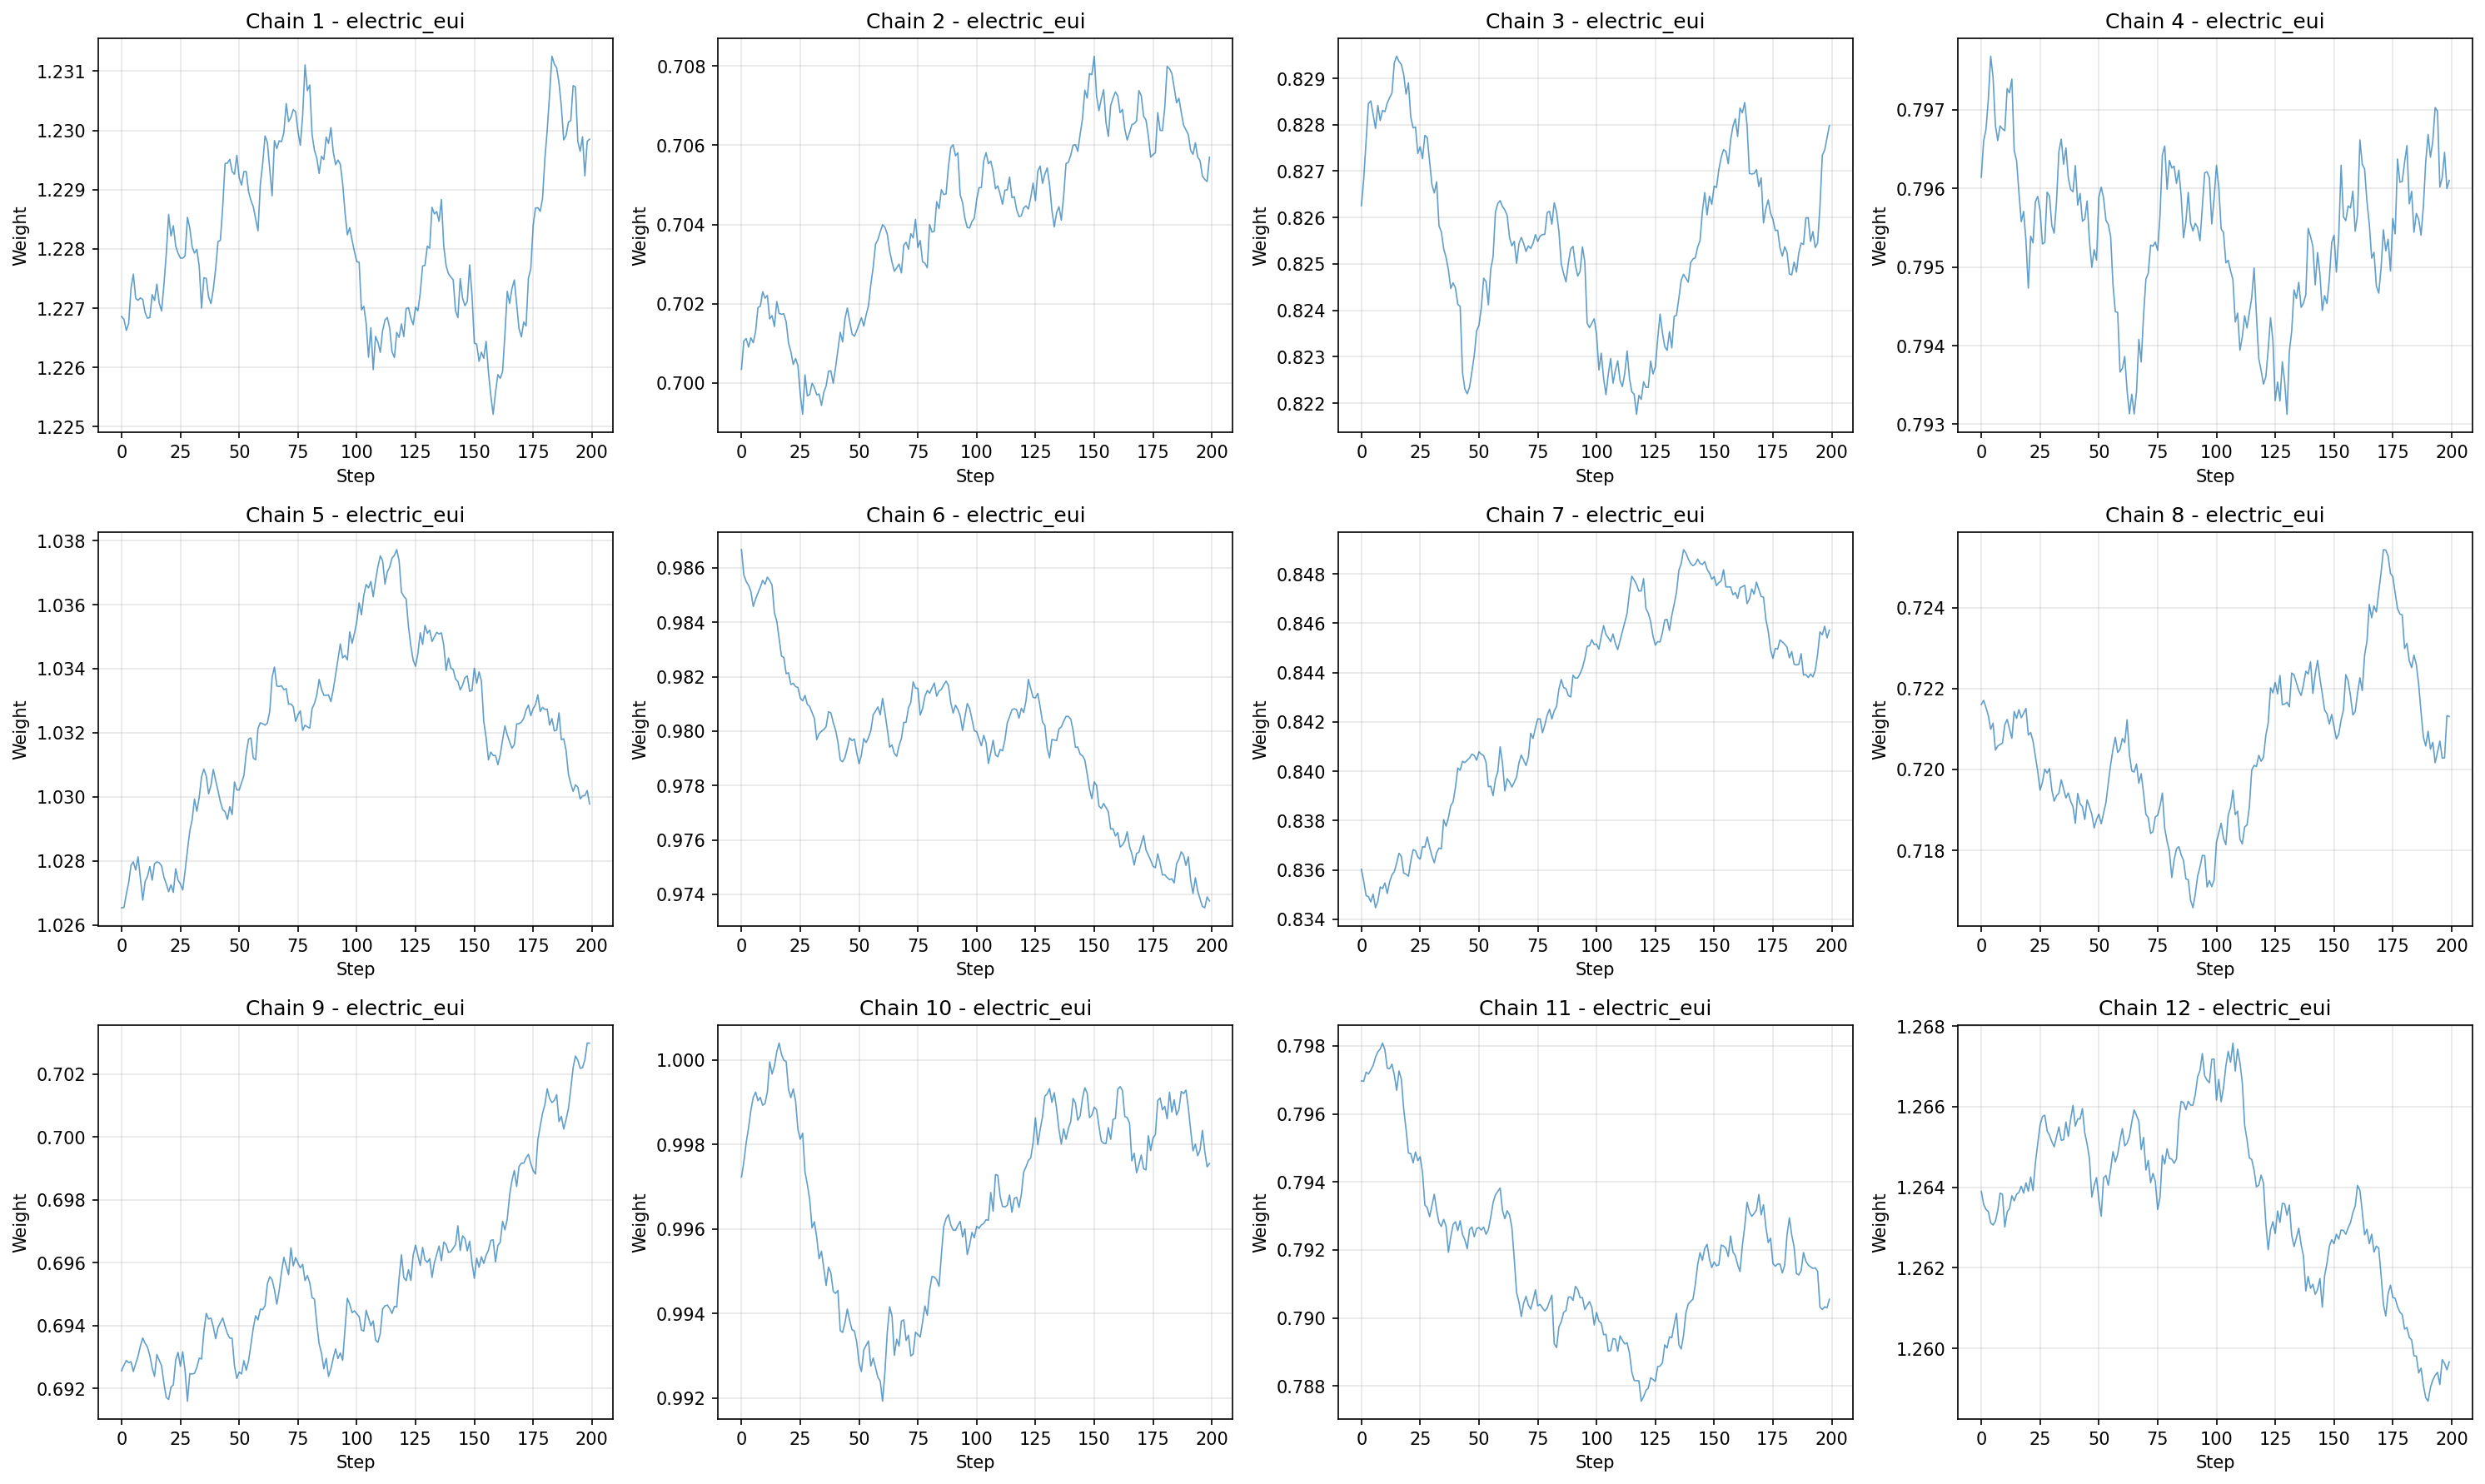 Chain 1 - electric_eui
Weight
1.231
1.230
1.229
1.228
1.227
1.226
1.225
0 25 50 75 100 125 150 175 200
Step
Chain 2 - electric_eui
Weight
0.708
0.706
0.704
0.702
0.700
0 25 50 75 100 125 150 175 200
Step
Chain 3 - electric_eui
Weight
0.829
0.828
0.827
0.826
0.825
0.824
0.823
0.822
0 25 50 75 100 125 150 175 200
Step
Chain 4 - electric_eui
Weight
0.797
0.796
0.795
0.794
0.793
0 25 50 75 100 125 150 175 200
Step
Chain 5 - electric_eui
Weight
1.038
1.036
1.034
1.032
1.030
1.028
1.026
0 25 50 75 100 125 150 175 200
Step
Chain 6 - electric_eui
Weight
0.986
0.984
0.982
0.980
0.978
0.976
0.974
0 25 50 75 100 125 150 175 200
Step
Chain 7 - electric_eui
Weight
0.848
0.846
0.844
0.842
0.840
0.838
0.836
0.834
0 25 50 75 100 125 150 175 200
Step
Chain 8 - electric_eui
Weight
0.724
0.722
0.720
0.718
0 25 50 75 100 125 150 175 200
Step
Chain 9 - electric_eui
Weight
0.702
0.700
0.698
0.696
0.694
0.692
0 25 50 75 100 125 150 175 200
Step
Chain 10 - electric_eui
Weight
1.000
0.998
0.996
0.994
0.992
0 25 50 75 100 125 150 175 200
Step
Chain 11 - electric_eui
Weight
0.798
0.796
0.794
0.792
0.790
0.788
0 25 50 75 100 125 150 175 200
Step
Chain 12 - electric_eui
Weight
1.268
1.266
1.264
1.262
1.260
0 25 50 75 100 125 150 175 200
Step